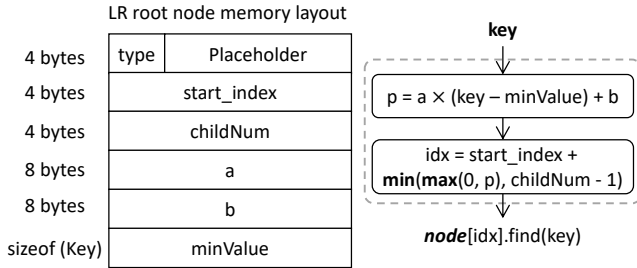 LR root node memory layout
4 bytes type Placeholder
4 bytes start_index
4 bytes childNum
8 bytes a
8 bytes b
sizeof (Key) minValue
key
p = a × (key – minValue) + b
idx = start_index +
min(max(0, p), childNum - 1)
node[idx].find(key)